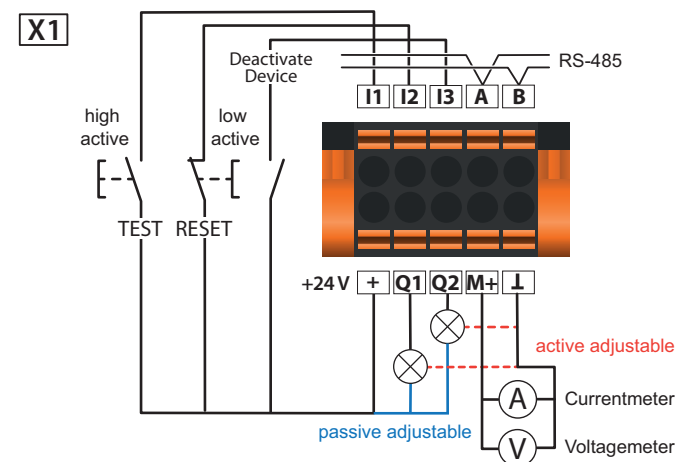 X1
Deactivate
Device
RS-485
I1 I2 I3 A B
high
active
low
active
TEST RESET
+24 V + Q1 Q2 M+ ⊥
active adjustable
passive adjustable
A Currentmeter
V Voltagemeter